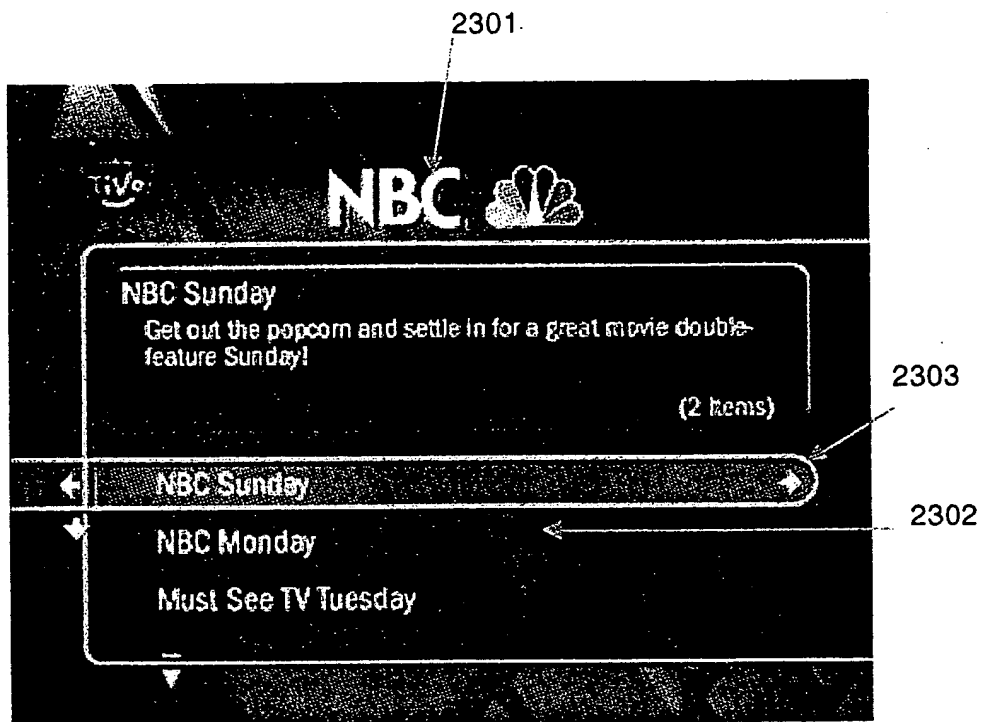 2301
TiVo
NBC
NBC Sunday
Get out the popcorn and settle in for a great movie double-
feature Sunday!
(2 Items)
2303
NBC Sunday
2302
NBC Monday
Must See TV Tuesday